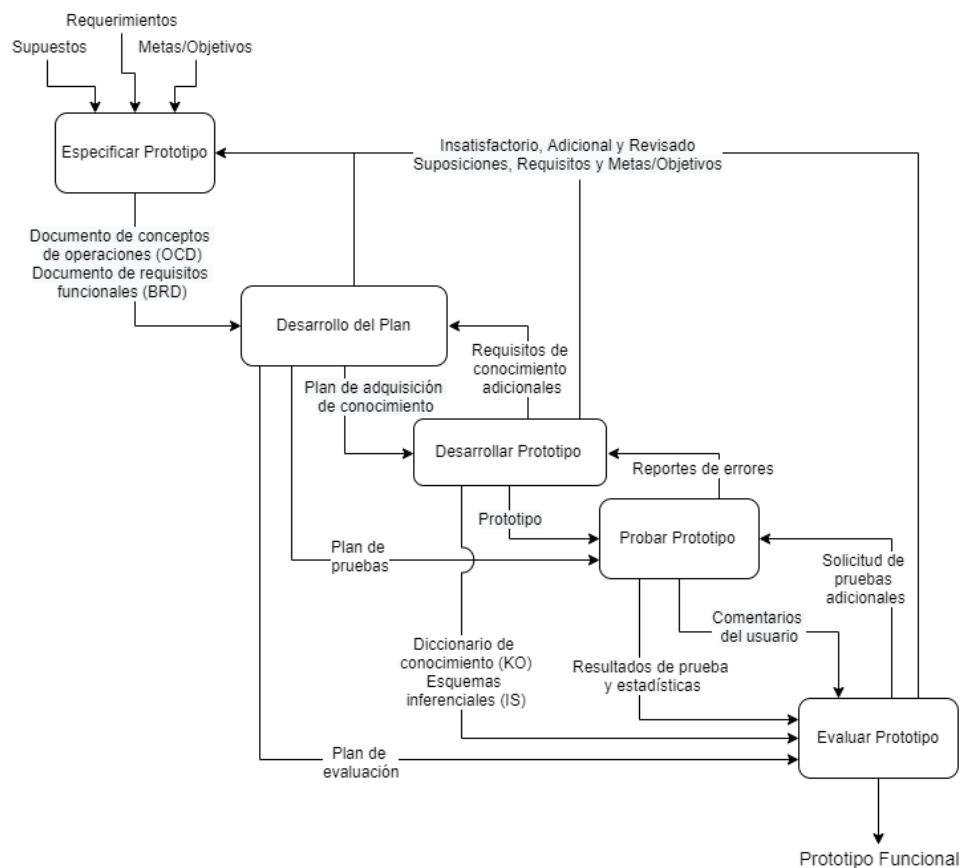 Requerimientos
Supuestos
Metas/Objetivos
Especificar Prototipo
Insatisfactorio, Adicional y Revisado
Suposiciones, Requisitos y Metas/Objetivos
Documento de conceptos
de operaciones (OCD)
Documento de requisitos
funcionales (BRD)
Desarrollo del Plan
Requisitos de
conocimiento
adicionales
Plan de adquisición
de conocimiento
Desarrollar Prototipo
Reportes de errores
Prototipo
Probar Prototipo
Plan de
pruebas
Solicitud de
pruebas
adicionales
Comentarios
del usuario
Diccionario de
conocimiento (KO)
Esquemas
inferenciales (IS)
Resultados de prueba
y estadísticas
Evaluar Prototipo
Plan de
evaluación
Prototipo Funcional